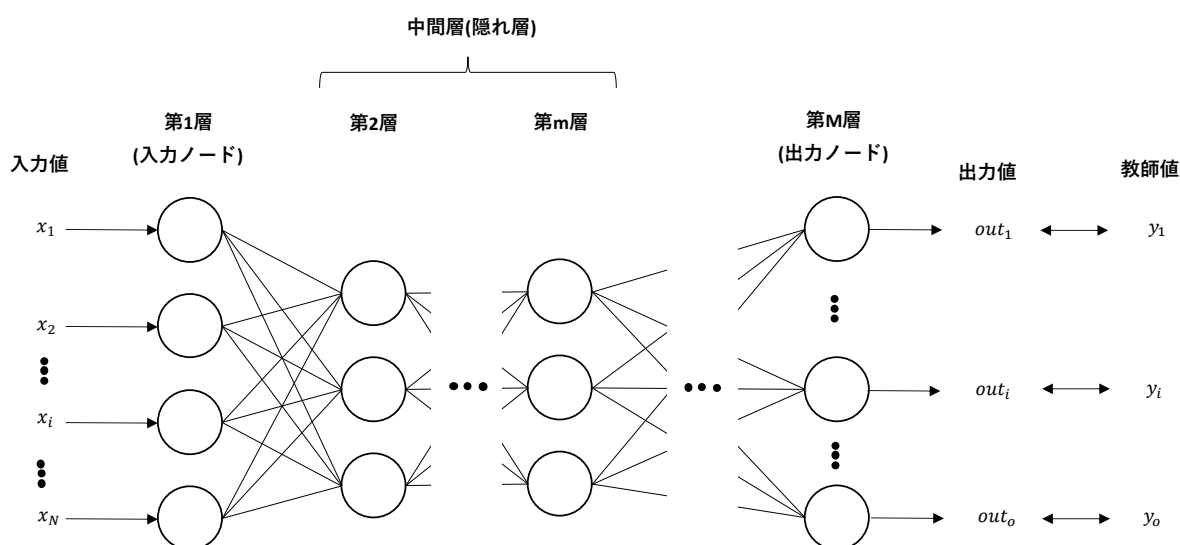 中間層(隠れ層)
第1層
(入力ノード)
第2層
第m層
第M層
(出力ノード)
入力値
出力値
教師値
x₁
out₁
y₁
x₂
xᵢ
outᵢ
yᵢ
x_N
outₒ
yₒ